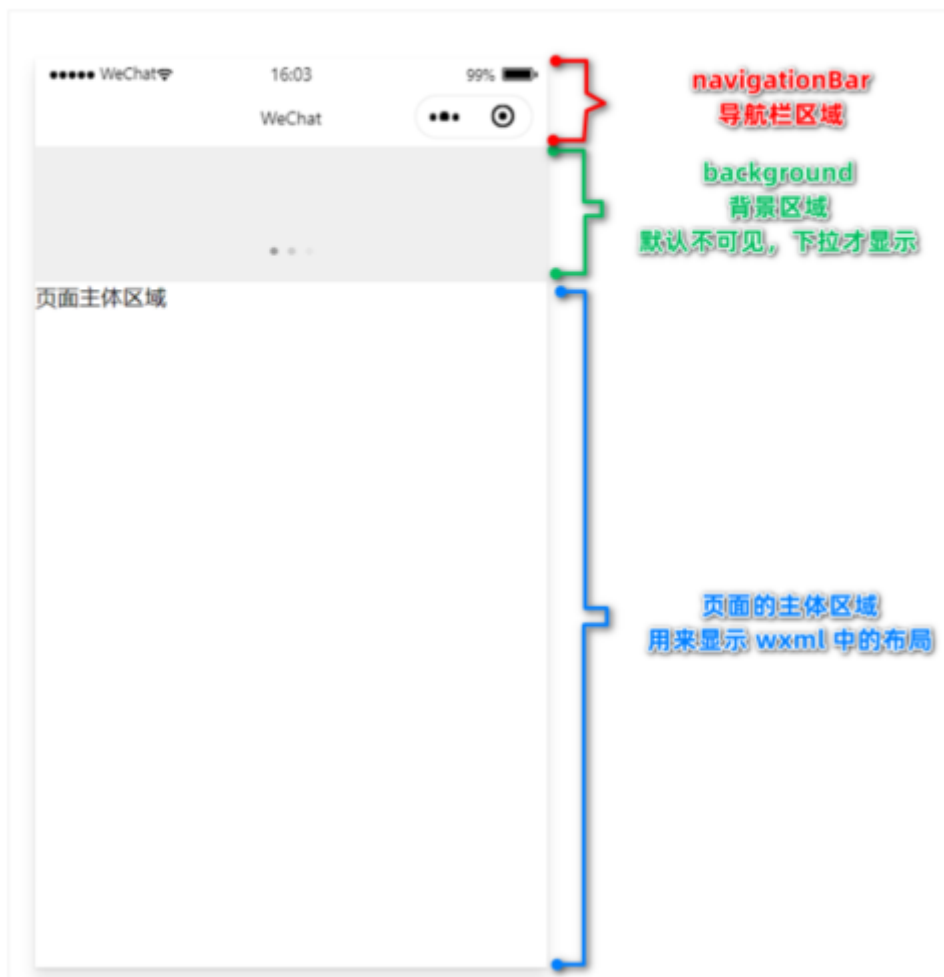 WeChat 16:03 99%
WeChat
navigationBar
导航栏区域
background
背景区域
默认不可见，下拉才显示
页面主体区域
页面的主体区域
用来显示 wxml 中的布局